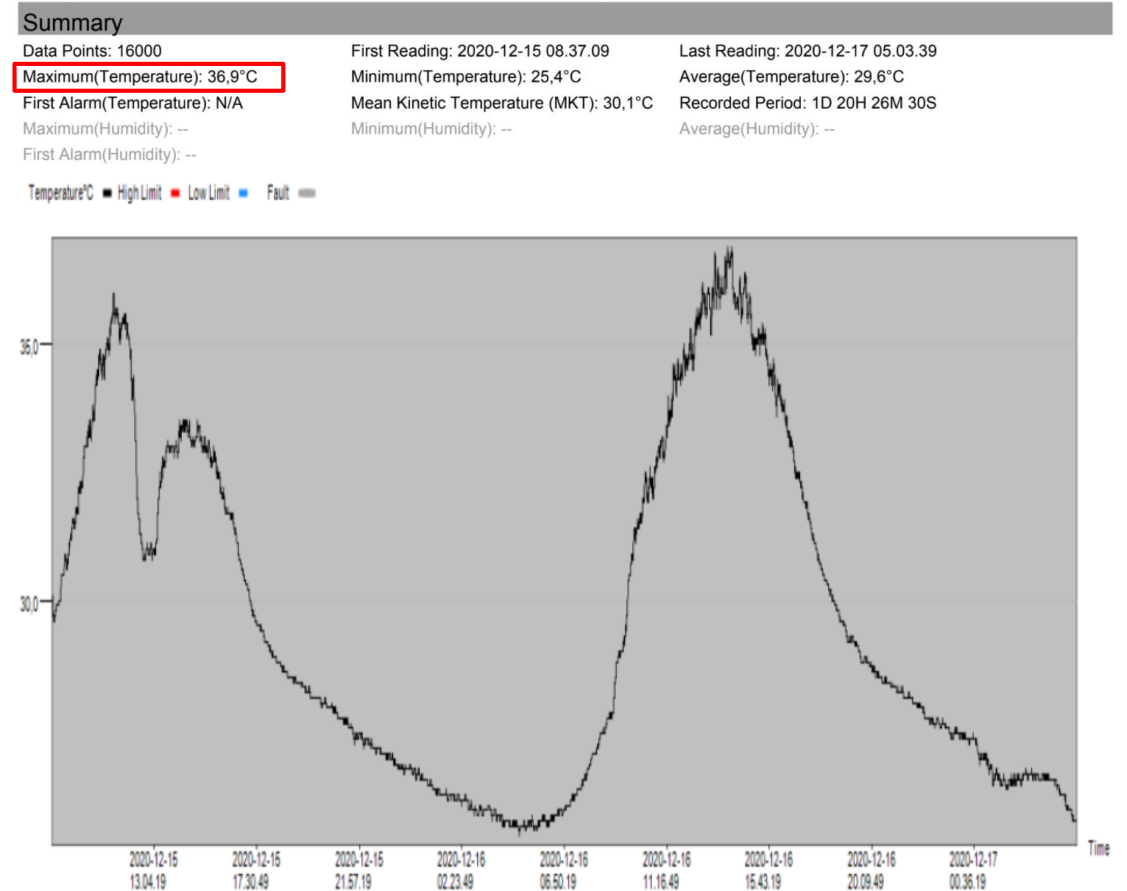 Summary
Data Points: 16000 First Reading: 2020-12-15 08.37.09 Last Reading: 2020-12-17 05.03.39
Maximum(Temperature): 36,9°C Minimum(Temperature): 25,4°C Average(Temperature): 29,6°C
First Alarm(Temperature): N/A Mean Kinetic Temperature (MKT): 30,1°C Recorded Period: 1D 20H 26M 30S
Maximum(Humidity): -- Minimum(Humidity): -- Average(Humidity): --
First Alarm(Humidity): --
Temperature°C High Limit Low Limit Fault
35,0
30,0
Time
2020-12-15 2020-12-15 2020-12-15 2020-12-16 2020-12-16 2020-12-16 2020-12-16 2020-12-16 2020-12-17
13.04.19 17.30.49 21.57.19 02.23.49 06.50.19 11.16.49 15.43.19 20.09.49 00.36.19